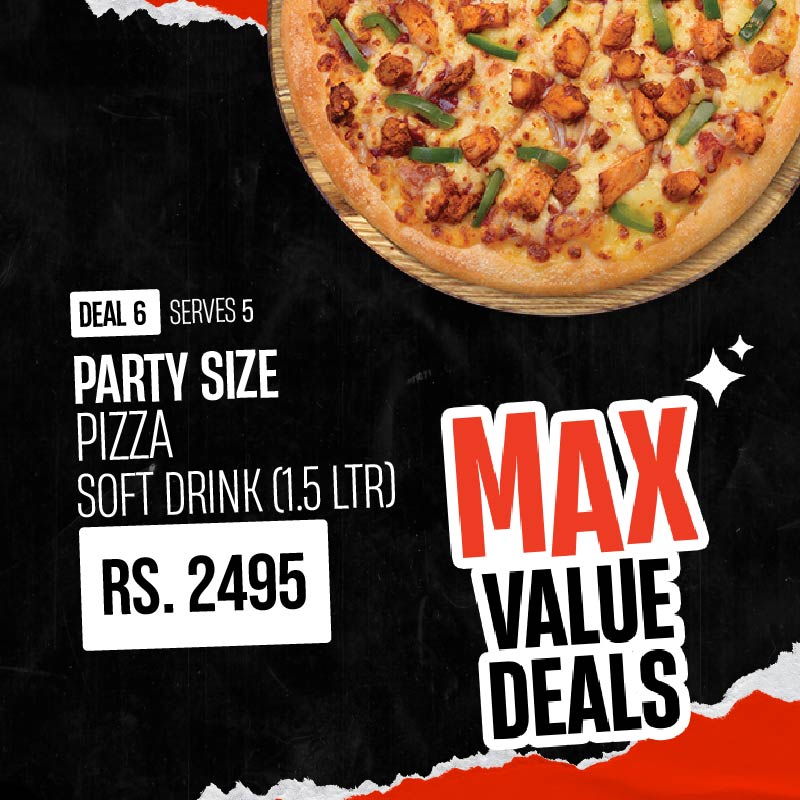 DEAL 6 SERVES 5
PARTY SIZE
PIZZA
SOFT DRINK (1.5 LTR)
RS. 2495
MAX
VALUE
DEALS